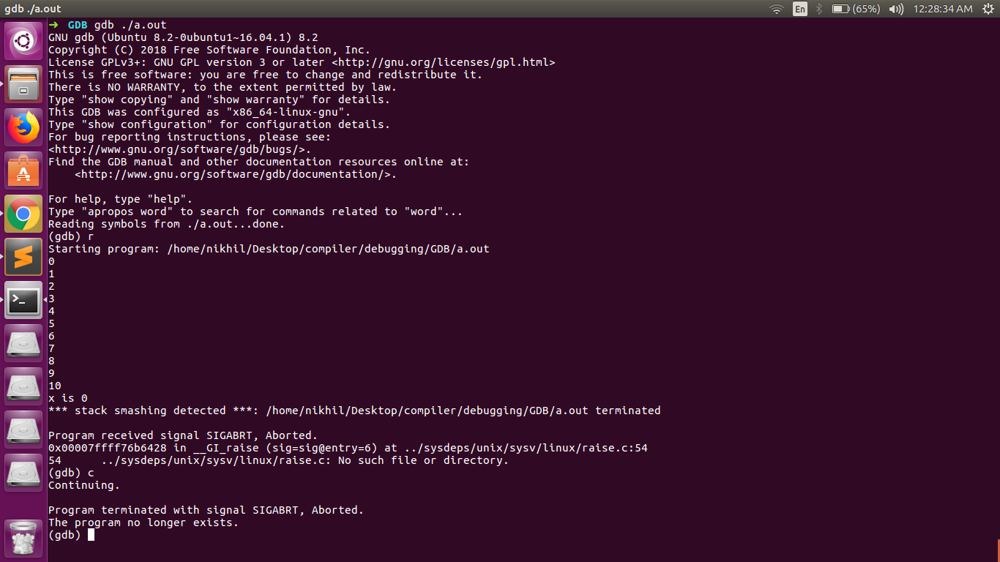 gdb ./a.out
En (65%) 12:28:34 AM
➜ GDB gdb ./a.out
GNU gdb (Ubuntu 8.2-0ubuntu1~16.04.1) 8.2
Copyright (C) 2018 Free Software Foundation, Inc.
License GPLv3+: GNU GPL version 3 or later <http://gnu.org/licenses/gpl.html>
This is free software: you are free to change and redistribute it.
There is NO WARRANTY, to the extent permitted by law.
Type "show copying" and "show warranty" for details.
This GDB was configured as "x86_64-linux-gnu".
Type "show configuration" for configuration details.
For bug reporting instructions, please see:
<http://www.gnu.org/software/gdb/bugs/>.
Find the GDB manual and other documentation resources online at:
    <http://www.gnu.org/software/gdb/documentation/>.

For help, type "help".
Type "apropos word" to search for commands related to "word"...
Reading symbols from ./a.out...done.
(gdb) r
Starting program: /home/nikhil/Desktop/compiler/debugging/GDB/a.out
0
1
2
3
4
5
6
7
8
9
10
x is 0
*** stack smashing detected ***: /home/nikhil/Desktop/compiler/debugging/GDB/a.out terminated

Program received signal SIGABRT, Aborted.
0x00007ffff76b6428 in __GI_raise (sig=sig@entry=6) at ../sysdeps/unix/sysv/linux/raise.c:54
54      ../sysdeps/unix/sysv/linux/raise.c: No such file or directory.
(gdb) c
Continuing.

Program terminated with signal SIGABRT, Aborted.
The program no longer exists.
(gdb)